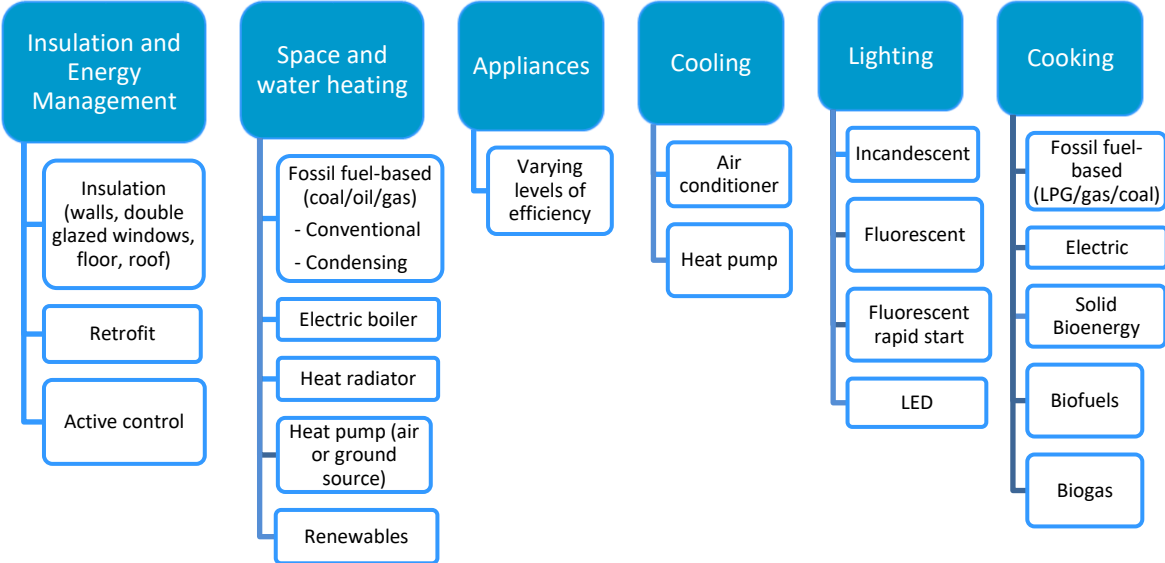 Insulation and
Energy
Management
Insulation
(walls, double
glazed windows,
floor, roof)
Retrofit
Active control
Space and
water heating
Fossil fuel-based
(coal/oil/gas)
- Conventional
- Condensing
Electric boiler
Heat radiator
Heat pump (air
or ground
source)
Renewables
Appliances
Varying
levels of
efficiency
Cooling
Air
conditioner
Heat pump
Lighting
Incandescent
Fluorescent
Fluorescent
rapid start
LED
Cooking
Fossil fuel-
based
(LPG/gas/coal)
Electric
Solid
Bioenergy
Biofuels
Biogas